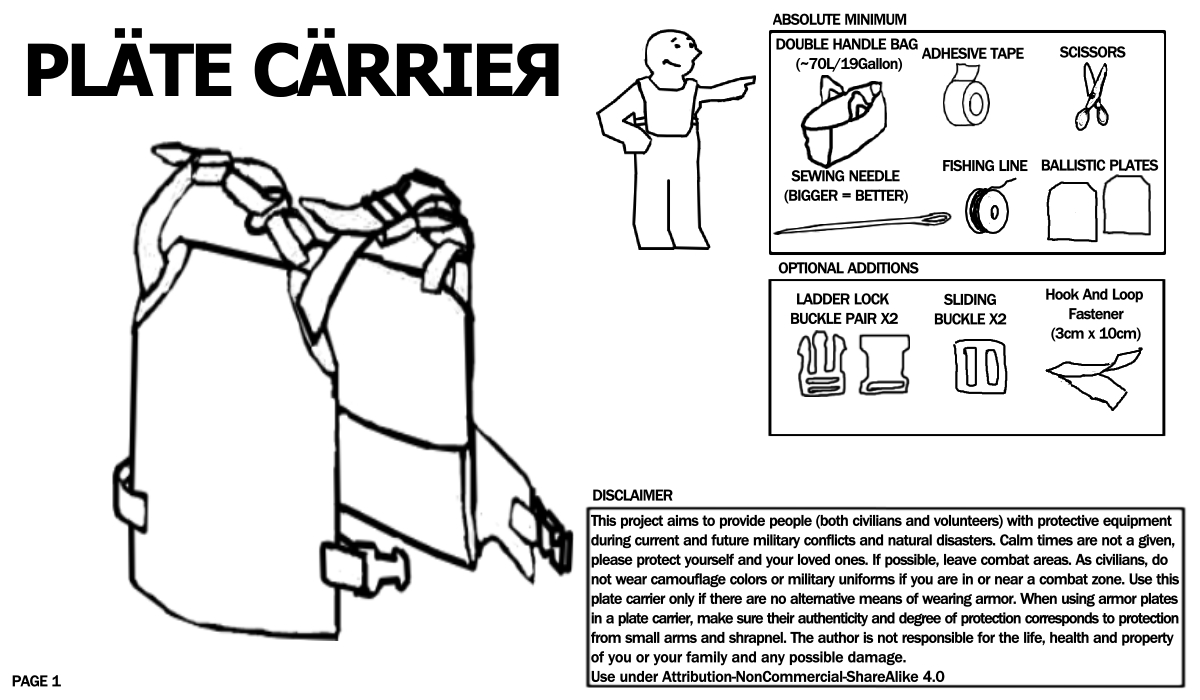 PLÄTE CÄRRIEЯ
ABSOLUTE MINIMUM
DOUBLE HANDLE BAG
(~70L/19Gallon)
ADHESIVE TAPE
SCISSORS
SEWING NEEDLE
(BIGGER = BETTER)
FISHING LINE
BALLISTIC PLATES
OPTIONAL ADDITIONS
LADDER LOCK
BUCKLE PAIR X2
SLIDING
BUCKLE X2
Hook And Loop
Fastener
(3cm x 10cm)
DISCLAIMER
This project aims to provide people (both civilians and volunteers) with protective equipment
during current and future military conflicts and natural disasters. Calm times are not a given,
please protect yourself and your loved ones. If possible, leave combat areas. As civilians, do
not wear camouflage colors or military uniforms if you are in or near a combat zone. Use this
plate carrier only if there are no alternative means of wearing armor. When using armor plates
in a plate carrier, make sure their authenticity and degree of protection corresponds to protection
from small arms and shrapnel. The author is not responsible for the life, health and property
of you or your family and any possible damage.
Use under Attribution-NonCommercial-ShareAlike 4.0
PAGE 1